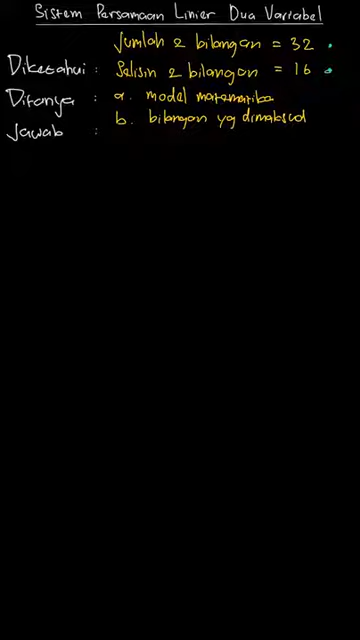 Sistem Persamaan Linier Dua Variabel
Jumlah 2 bilangan = 32
Diketahui : Selisin 2 bilangan = 16
Ditanya : a. model matematika
b. bilangan yg dimaksud
Jawab :